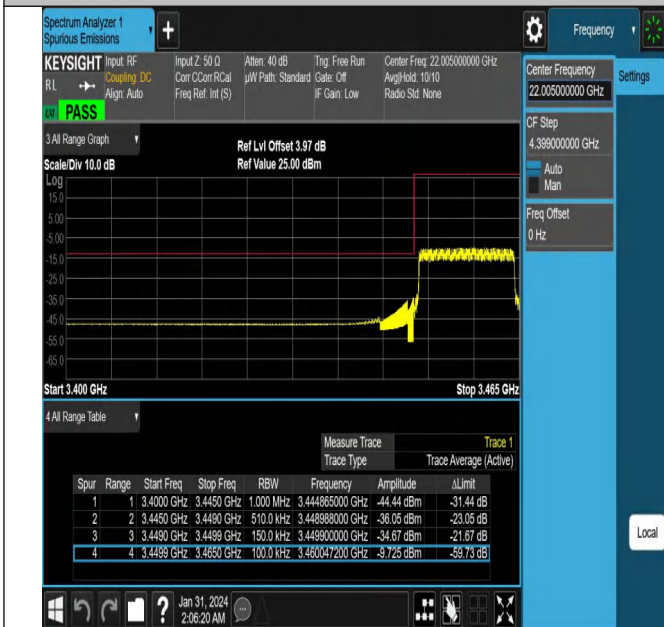 Spectrum Analyzer 1
Spurious Emissions
+
Frequency
KEYSIGHT
RL
LXI PASS
Input: RF
Coupling: DC
Align: Auto
Input Z: 50 Ω
Corr CCorr RCal
Freq Ref: Int (S)
Atten: 40 dB
µW Path: Standard
Trig: Free Run
Gate: Off
IF Gain: Low
Center Freq: 22.005000000 GHz
Avg|Hold: 10/10
Radio Std: None
Center Frequency
22.005000000 GHz
Settings
CF Step
4.399000000 GHz
Auto
Man
Freq Offset
0 Hz
3 All Range Graph
Scale/Div 10.0 dB
Ref Lvl Offset 3.97 dB
Ref Value 25.00 dBm
Log
15.0
5.00
-5.00
-15.0
-25.0
-35.0
-45.0
-55.0
-65.0
Start 3.400 GHz Stop 3.465 GHz
4 All Range Table
Measure Trace Trace 1
Trace Type Trace Average (Active)
Spur Range Start Freq Stop Freq RBW Frequency Amplitude ΔLimit
1 1 3.4000 GHz 3.4450 GHz 1.000 MHz 3.444865000 GHz -44.44 dBm -31.44 dB
2 2 3.4450 GHz 3.4490 GHz 510.0 kHz 3.448988000 GHz -36.05 dBm -23.05 dB
3 3 3.4490 GHz 3.4499 GHz 150.0 kHz 3.449900000 GHz -34.67 dBm -21.67 dB
4 4 3.4499 GHz 3.4650 GHz 100.0 kHz 3.460047200 GHz -9.725 dBm -59.73 dB
Local
?
Jan 31, 2024
2:06:20 AM